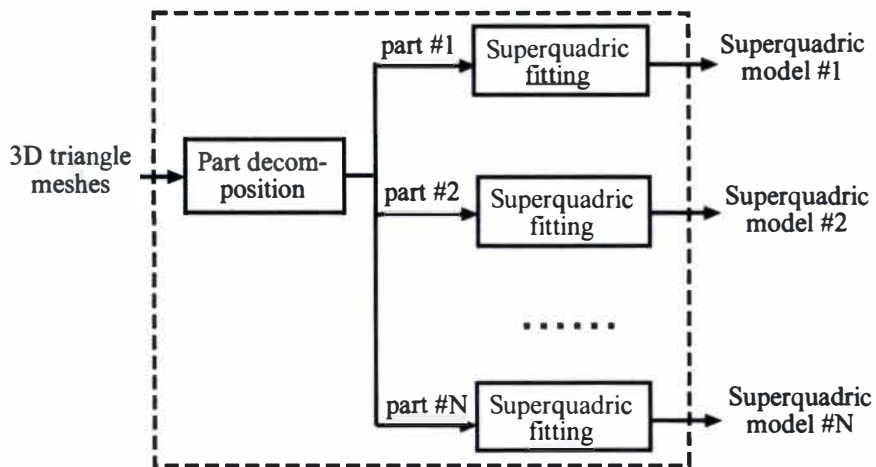 3D triangle
meshes
Part decom-
position
part #1
Superquadric
fitting
Superquadric
model #1
part #2
Superquadric
fitting
Superquadric
model #2
.......
part #N
Superquadric
fitting
Superquadric
model #N